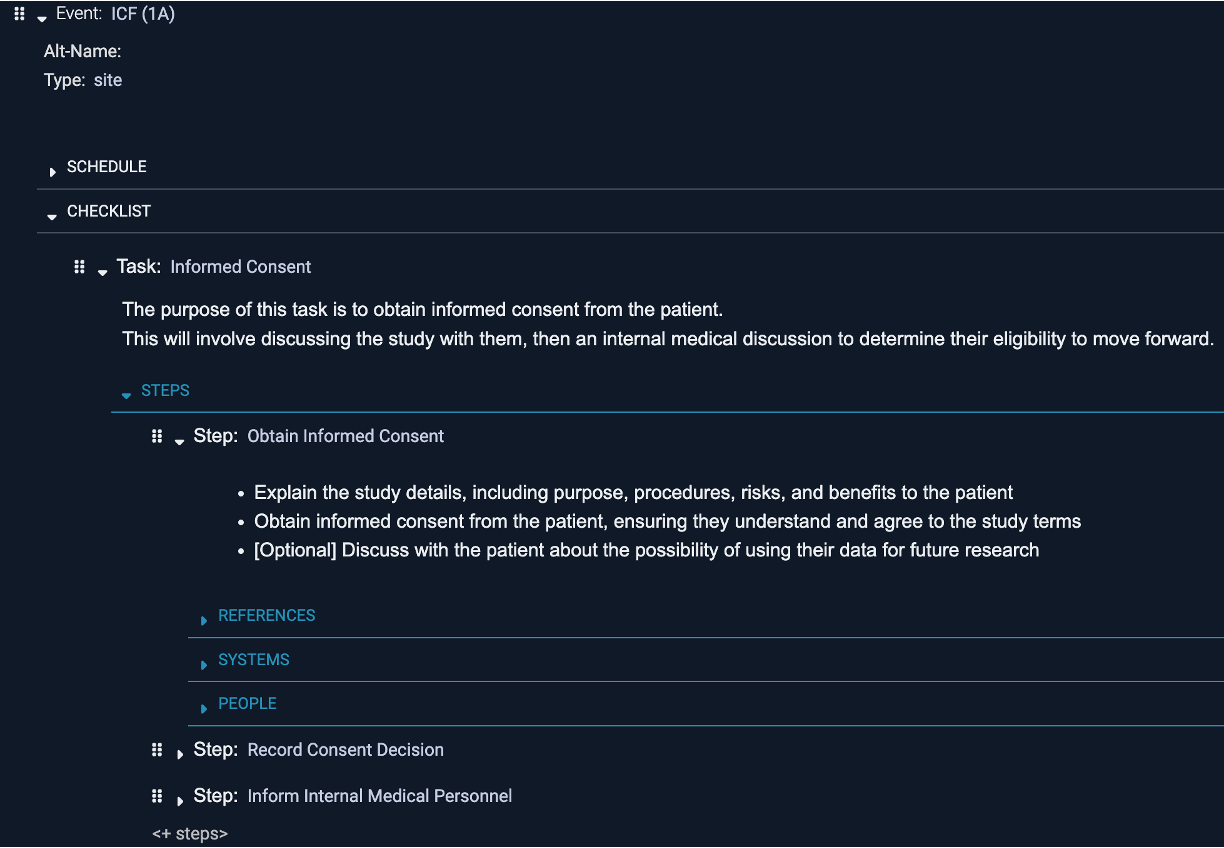 Event: ICF (1A)
Alt-Name:
Type: site
SCHEDULE
CHECKLIST
Task: Informed Consent
The purpose of this task is to obtain informed consent from the patient.
This will involve discussing the study with them, then an internal medical discussion to determine their eligibility to move forward.
STEPS
Step: Obtain Informed Consent
• Explain the study details, including purpose, procedures, risks, and benefits to the patient
• Obtain informed consent from the patient, ensuring they understand and agree to the study terms
• [Optional] Discuss with the patient about the possibility of using their data for future research
REFERENCES
SYSTEMS
PEOPLE
Step: Record Consent Decision
Step: Inform Internal Medical Personnel
<+ steps>